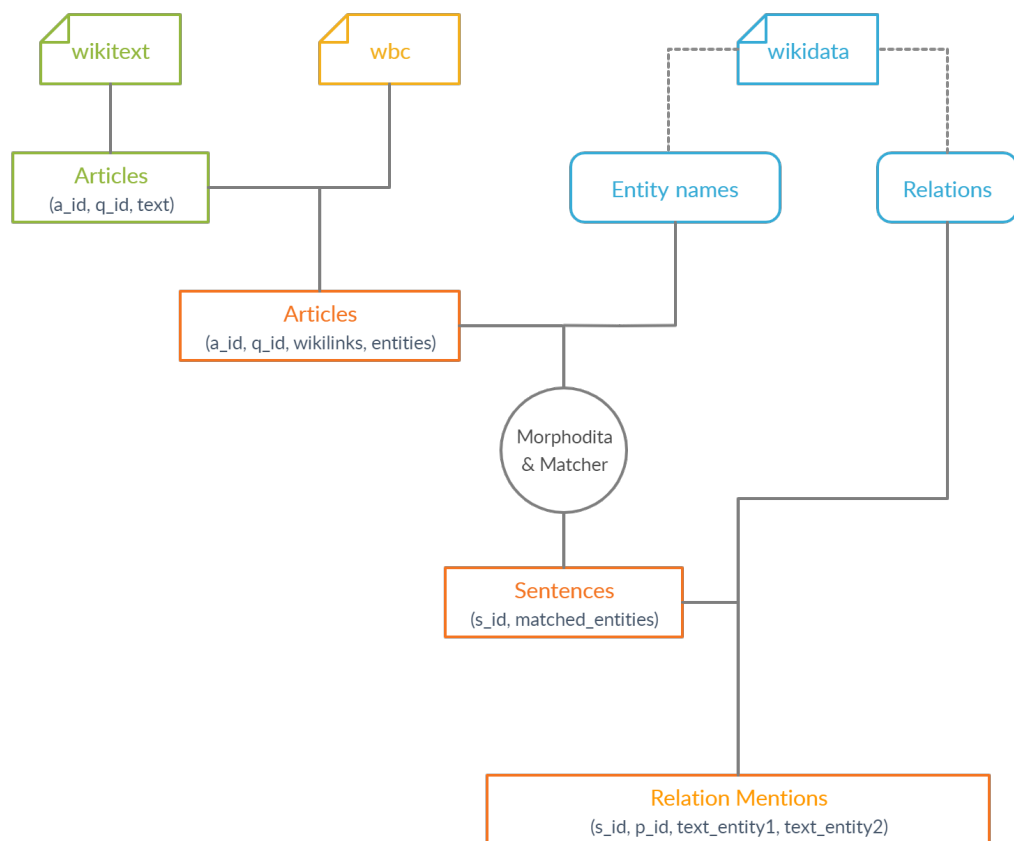 wikitext
wbc
wikidata
Articles
(a_id, q_id, text)
Entity names
Relations
Articles
(a_id, q_id, wikilinks, entities)
Morphodita
& Matcher
Sentences
(s_id, matched_entities)
Relation Mentions
(s_id, p_id, text_entity1, text_entity2)